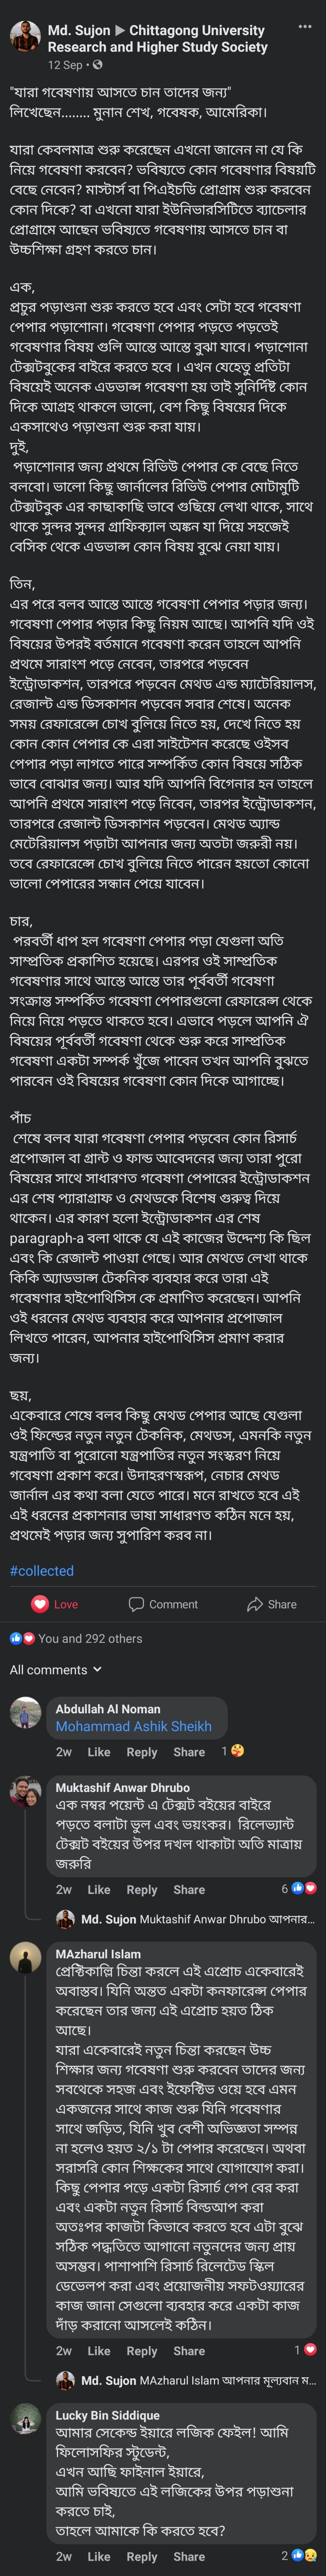 Md. Sujon ▶ Chittagong University
Research and Higher Study Society
12 Sep •
"যারা গবেষণায় আসতে চান তাদের জন্য"
লিখেছেন........ মুনান শেখ, গবেষক, আমেরিকা।
যারা কেবলমাত্র শুরু করেছেন এখনো জানেন না যে কি
নিয়ে গবেষণা করবেন? ভবিষ্যতে কোন গবেষণার বিষয়টি
বেছে নেবেন? মাস্টার্স বা পিএইচডি প্রোগ্রাম শুরু করবেন
কোন দিকে? বা এখনো যারা ইউনিভারসিটিতে ব্যাচেলার
প্রোগ্রামে আছেন ভবিষ্যতে গবেষণায় আসতে চান বা
উচ্চশিক্ষা গ্রহণ করতে চান।
এক,
প্রচুর পড়াশুনা শুরু করতে হবে এবং সেটা হবে গবেষণা
পেপার পড়াশোনা। গবেষণা পেপার পড়তে পড়তেই
গবেষণার বিষয় গুলি আস্তে আস্তে বুঝা যাবে। পড়াশোনা
টেক্সটবুকের বাইরে করতে হবে । এখন যেহেতু প্রতিটা
বিষয়েই অনেক এডভান্স গবেষণা হয় তাই সুনির্দিষ্ট কোন
দিকে আগ্রহ থাকলে ভালো, বেশ কিছু বিষয়ের দিকে
একসাথেও পড়াশুনা শুরু করা যায়।
দুই,
পড়াশোনার জন্য প্রথমে রিভিউ পেপার কে বেছে নিতে
বলবো। ভালো কিছু জার্নালের রিভিউ পেপার মোটামুটি
টেক্সটবুক এর কাছাকাছি ভাবে গুছিয়ে লেখা থাকে, সাথে
থাকে সুন্দর সুন্দর গ্রাফিক্যাল অঙ্কন যা দিয়ে সহজেই
বেসিক থেকে এডভান্স কোন বিষয় বুঝে নেয়া যায়।
তিন,
এর পরে বলব আস্তে আস্তে গবেষণা পেপার পড়ার জন্য।
গবেষণা পেপার পড়ার কিছু নিয়ম আছে। আপনি যদি ওই
বিষয়ের উপরই বর্তমানে গবেষণা করেন তাহলে আপনি
প্রথমে সারাংশ পড়ে নেবেন, তারপরে পড়বেন
ইন্ট্রোডাকশন, তারপরে পড়বেন মেথড এন্ড ম্যাটেরিয়ালস,
রেজাল্ট এন্ড ডিসকাশন পড়বেন সবার শেষে। অনেক
সময় রেফারেন্সে চোখ বুলিয়ে নিতে হয়, দেখে নিতে হয়
কোন কোন পেপার কে এরা সাইটেশন করেছে ওইসব
পেপার পড়া লাগতে পারে সম্পর্কিত কোন বিষয়ে সঠিক
ভাবে বোঝার জন্য। আর যদি আপনি বিগেনার হন তাহলে
আপনি প্রথমে সারাংশ পড়ে নিবেন, তারপর ইন্ট্রোডাকশন,
তারপরে রেজাল্ট ডিসকাশন পড়বেন। মেথড অ্যান্ড
মেটেরিয়ালস পড়াটা আপনার জন্য অতটা জরুরী নয়।
তবে রেফারেন্সে চোখ বুলিয়ে নিতে পারেন হয়তো কোনো
ভালো পেপারের সন্ধান পেয়ে যাবেন।
চার,
পরবর্তী ধাপ হল গবেষণা পেপার পড়া যেগুলা অতি
সাম্প্রতিক প্রকাশিত হয়েছে। এরপর ওই সাম্প্রতিক
গবেষণার সাথে আস্তে আস্তে তার পূর্ববর্তী গবেষণা
সংক্রান্ত সম্পর্কিত গবেষণা পেপারগুলো রেফারেন্স থেকে
নিয়ে নিয়ে পড়তে থাকতে হবে। এভাবে পড়লে আপনি ঐ
বিষয়ের পূর্ববর্তী গবেষণা থেকে শুরু করে সাম্প্রতিক
গবেষণা একটা সম্পর্ক খুঁজে পাবেন তখন আপনি বুঝতে
পারবেন ওই বিষয়ের গবেষণা কোন দিকে আগাচ্ছে।
পাঁচ
শেষে বলব যারা গবেষণা পেপার পড়বেন কোন রিসার্চ
প্রপোজাল বা গ্রান্ট ও ফান্ড আবেদনের জন্য তারা পুরো
বিষয়ের সাথে সাধারণত গবেষণা পেপারের ইন্ট্রোডাকশন
এর শেষ প্যারাগ্রাফ ও মেথডকে বিশেষ গুরুত্ব দিয়ে
থাকেন। এর কারণ হলো ইন্ট্রোডাকশন এর শেষ
paragraph-a বলা থাকে যে এই কাজের উদ্দেশ্য কি ছিল
এবং কি রেজাল্ট পাওয়া গেছে। আর মেথডে লেখা থাকে
কিকি অ্যাডভান্স টেকনিক ব্যবহার করে তারা এই
গবেষণার হাইপোথিসিস কে প্রমাণিত করেছেন। আপনি
ওই ধরনের মেথড ব্যবহার করে আপনার প্রপোজাল
লিখতে পারেন, আপনার হাইপোথিসিস প্রমাণ করার
জন্য।
ছয়,
একেবারে শেষে বলব কিছু মেথড পেপার আছে যেগুলা
ওই ফিল্ডের নতুন নতুন টেকনিক, মেথডস, এমনকি নতুন
যন্ত্রপাতি বা পুরোনো যন্ত্রপাতির নতুন সংস্করণ নিয়ে
গবেষণা প্রকাশ করে। উদাহরণস্বরূপ, নেচার মেথড
জার্নাল এর কথা বলা যেতে পারে। মনে রাখতে হবে এই
এই ধরনের প্রকাশনার ভাষা সাধারণত কঠিন মনে হয়,
প্রথমেই পড়ার জন্য সুপারিশ করব না।
#collected
Love Comment Share
You and 292 others
All comments
Abdullah Al Noman
Mohammad Ashik Sheikh
2w Like Reply Share 1
Muktashif Anwar Dhrubo
এক নম্বর পয়েন্ট এ টেক্সট বইয়ের বাইরে
পড়তে বলাটা ভুল এবং ভয়ংকর। রিলেভ্যান্ট
টেক্সট বইয়ের উপর দখল থাকাটা অতি মাত্রায়
জরুরি
2w Like Reply Share 6
Md. Sujon Muktashif Anwar Dhrubo আপনার...
MAzharul Islam
প্রেক্টিকাল্লি চিন্তা করলে এই এপ্রোচ একেবারেই
অবাস্তব। যিনি অন্তত একটা কনফারেন্স পেপার
করেছেন তার জন্য এই এপ্রোচ হয়ত ঠিক
আছে।
যারা একেবারেই নতুন চিন্তা করছেন উচ্চ
শিক্ষার জন্য গবেষণা শুরু করবেন তাদের জন্য
সবথেকে সহজ এবং ইফেক্টিভ ওয়ে হবে এমন
একজনের সাথে কাজ শুরু যিনি গবেষণার
সাথে জড়িত, যিনি খুব বেশী অভিজ্ঞতা সম্পন্ন
না হলেও হয়ত ২/১ টা পেপার করেছেন। অথবা
সরাসরি কোন শিক্ষকের সাথে যোগাযোগ করা।
কিছু পেপার পড়ে একটা রিসার্চ গেপ বের করা
এবং একটা নতুন রিসার্চ বিল্ডআপ করা
অতঃপর কাজটা কিভাবে করতে হবে এটা বুঝে
সঠিক পদ্ধতিতে আগানো নতুনদের জন্য প্রায়
অসম্ভব। পাশাপাশি রিসার্চ রিলেটেড স্কিল
ডেভেলপ করা এবং প্রয়োজনীয় সফটওয়্যারের
কাজ জানা সেগুলো ব্যবহার করে একটা কাজ
দাঁড় করানো আসলেই কঠিন।
2w Like Reply Share 1
Md. Sujon MAzharul Islam আপনার মূল্যবান ম...
Lucky Bin Siddique
আমার সেকেন্ড ইয়ারে লজিক ফেইল! আমি
ফিলোসফির স্টুডেন্ট,
এখন আছি ফাইনাল ইয়ারে,
আমি ভবিষ্যতে এই লজিকের উপর পড়াশুনা
করতে চাই,
তাহলে আমাকে কি করতে হবে?
2w Like Reply Share 2